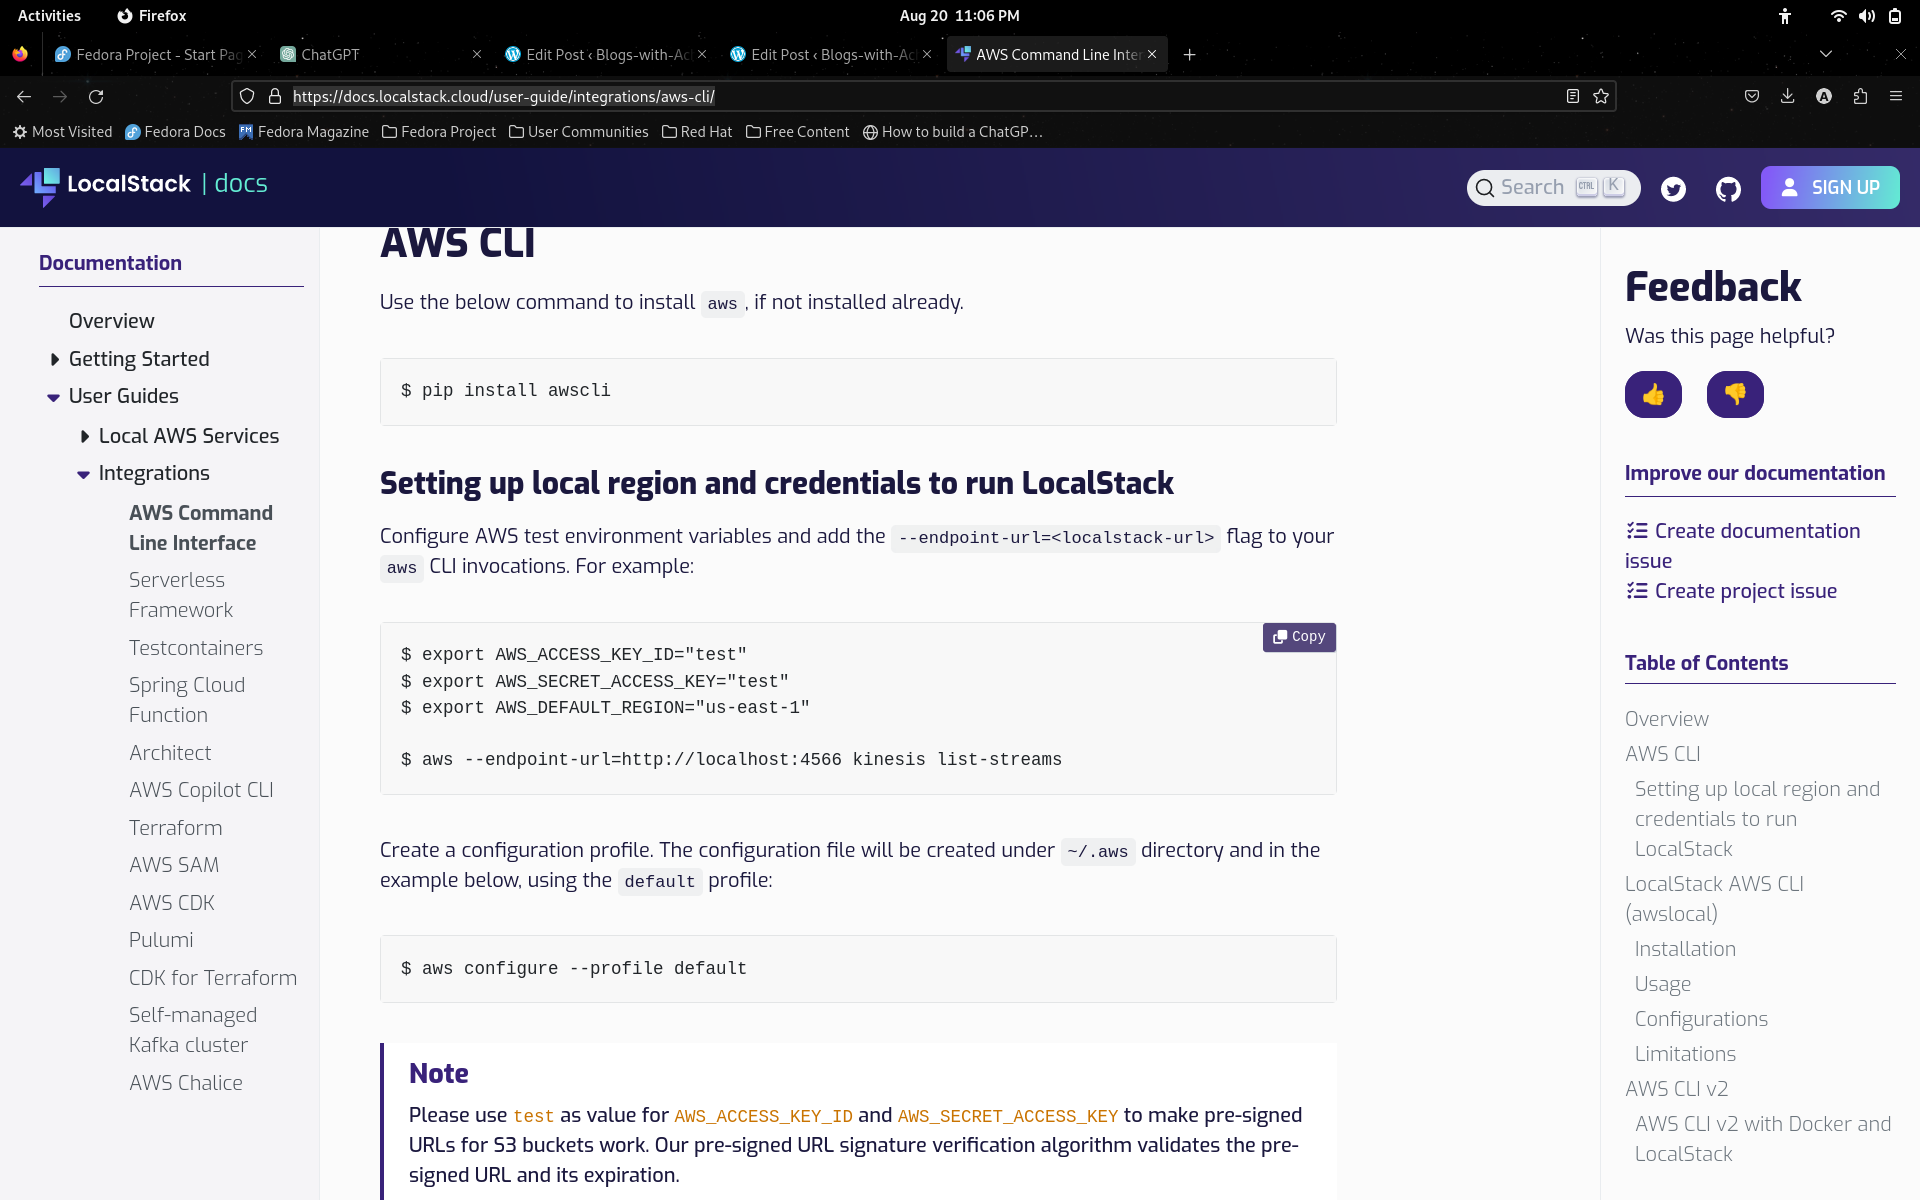 Activities
Firefox
Aug 20 11:06 PM
Fedora Project - Start Pag
ChatGPT
Edit Post ‹ Blogs-with-Ac
Edit Post ‹ Blogs-with-Ac
AWS Command Line Inter
https://docs.localstack.cloud/user-guide/integrations/aws-cli/
Most Visited
Fedora Docs
Fedora Magazine
Fedora Project
User Communities
Red Hat
Free Content
How to build a ChatGP…
LocalStack | docs
Search CTRL K
SIGN UP
Documentation
Overview
Getting Started
User Guides
Local AWS Services
Integrations
AWS Command
Line Interface
Serverless
Framework
Testcontainers
Spring Cloud
Function
Architect
AWS Copilot CLI
Terraform
AWS SAM
AWS CDK
Pulumi
CDK for Terraform
Self-managed
Kafka cluster
AWS Chalice
AWS CLI
Use the below command to install aws, if not installed already.
$ pip install awscli
Setting up local region and credentials to run LocalStack
Configure AWS test environment variables and add the --endpoint-url=<localstack-url> flag to your
aws CLI invocations. For example:
Copy
$ export AWS_ACCESS_KEY_ID="test"
$ export AWS_SECRET_ACCESS_KEY="test"
$ export AWS_DEFAULT_REGION="us-east-1"
$ aws --endpoint-url=http://localhost:4566 kinesis list-streams
Create a configuration profile. The configuration file will be created under ~/.aws directory and in the
example below, using the default profile:
$ aws configure --profile default
Note
Please use test as value for AWS_ACCESS_KEY_ID and AWS_SECRET_ACCESS_KEY to make pre-signed
URLs for S3 buckets work. Our pre-signed URL signature verification algorithm validates the pre-
signed URL and its expiration.
Feedback
Was this page helpful?
Improve our documentation
Create documentation
issue
Create project issue
Table of Contents
Overview
AWS CLI
Setting up local region and
credentials to run
LocalStack
LocalStack AWS CLI
(awslocal)
Installation
Usage
Configurations
Limitations
AWS CLI v2
AWS CLI v2 with Docker and
LocalStack